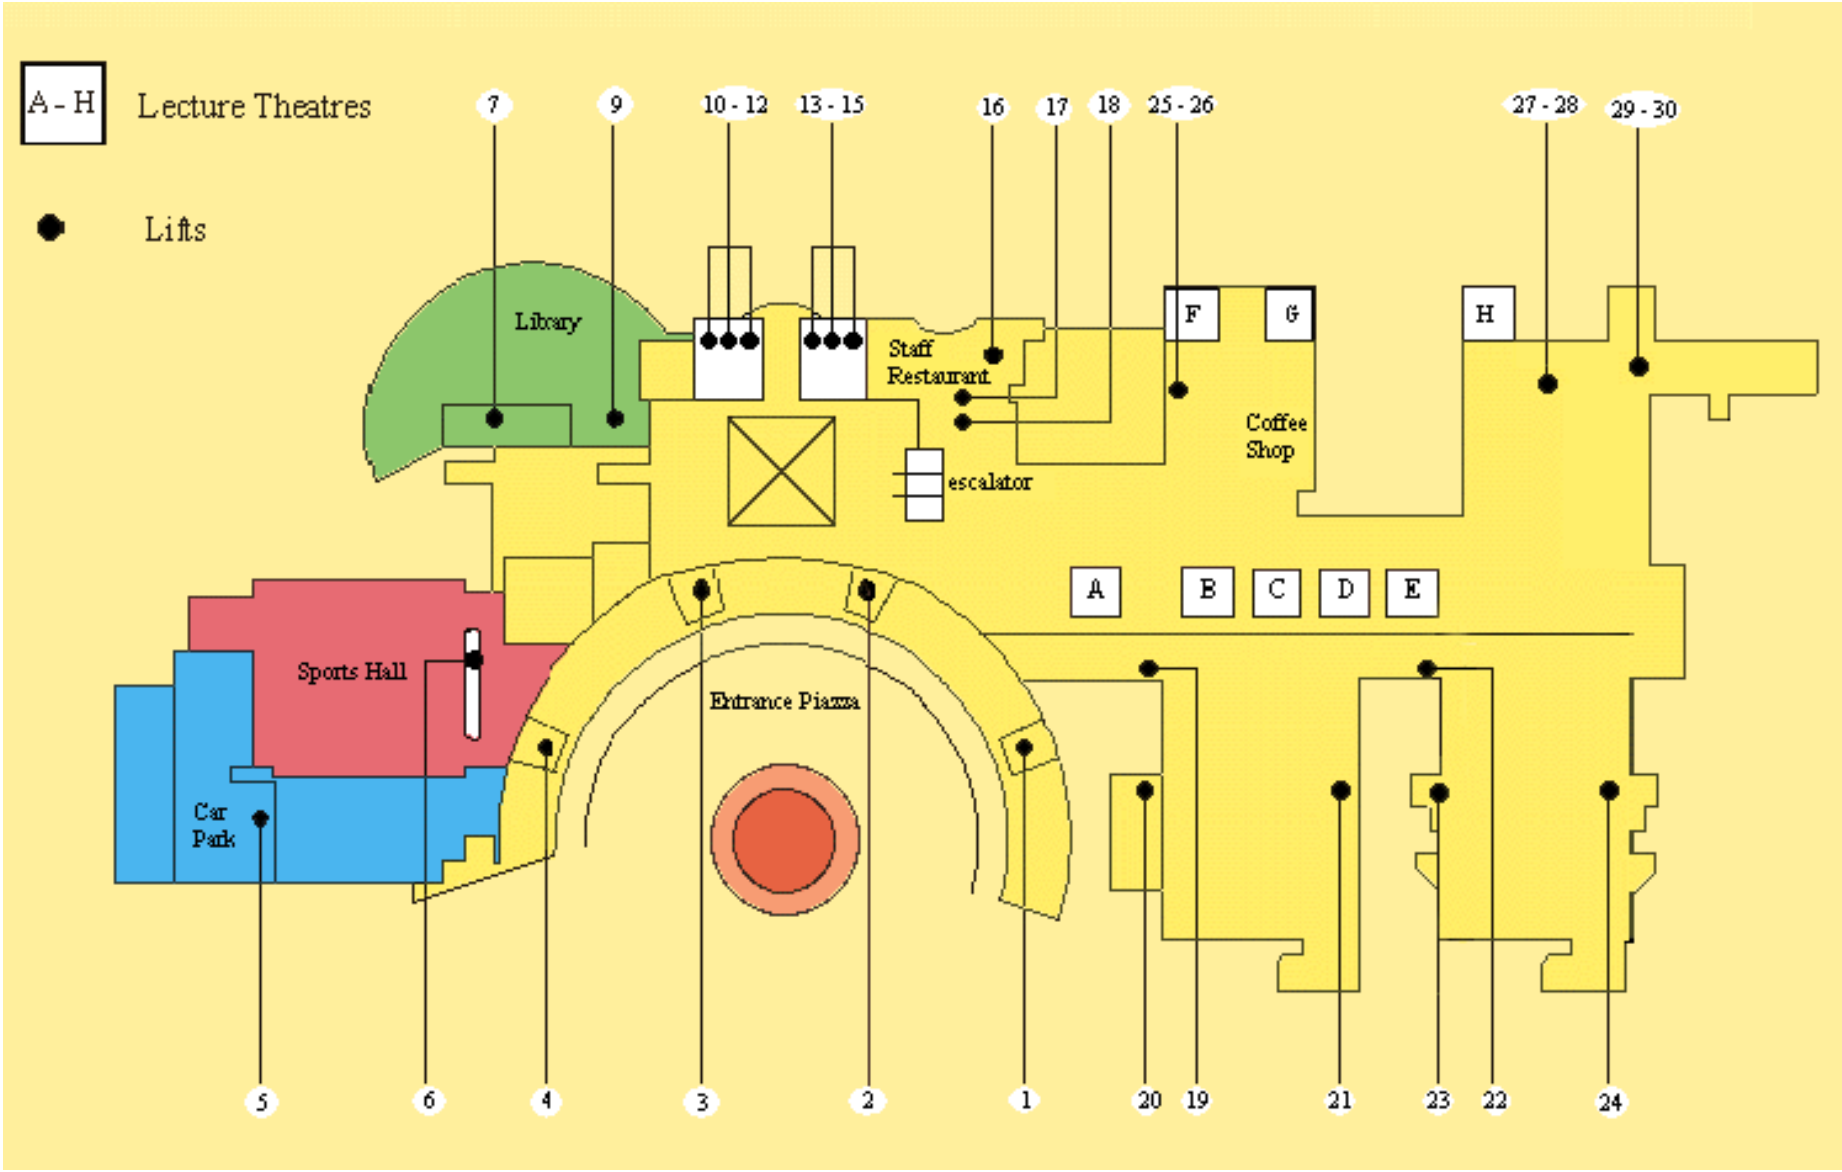 A - H
Lecture Theatres
Lifts
7
9
10 - 12
13 - 15
16
17
18
25 - 26
27 - 28
29 - 30
Library
Staff
Restaurant
F
G
H
Coffee
Shop
escalator
A
B
C
D
E
Sports Hall
Entrance Piazza
Car
Park
5
6
4
3
2
1
20
19
21
23
22
24